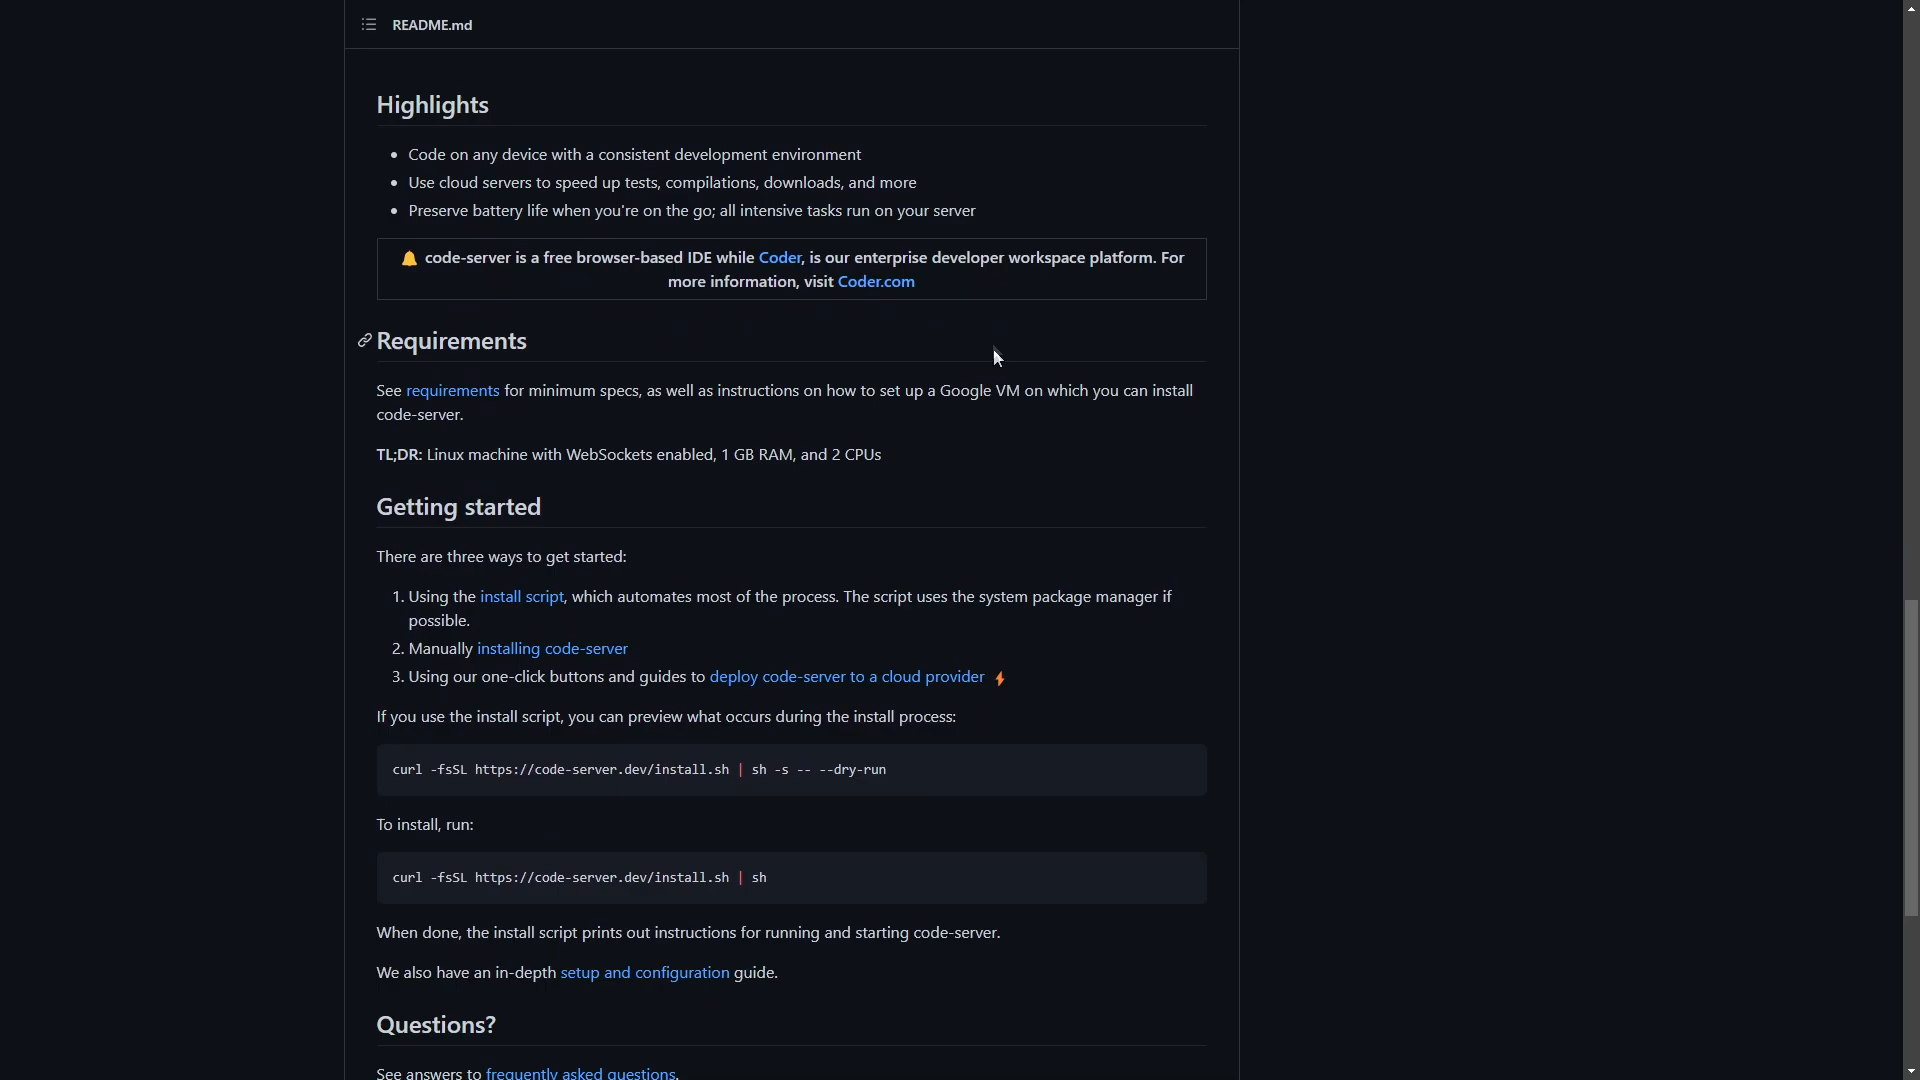 README.md
Highlights
Code on any device with a consistent development environment
Use cloud servers to speed up tests, compilations, downloads, and more
Preserve battery life when you're on the go; all intensive tasks run on your server
🔔 code-server is a free browser-based IDE while Coder, is our enterprise developer workspace platform. For
more information, visit Coder.com
Requirements
See requirements for minimum specs, as well as instructions on how to set up a Google VM on which you can install
code-server.
TL;DR: Linux machine with WebSockets enabled, 1 GB RAM, and 2 CPUs
Getting started
There are three ways to get started:
1. Using the install script, which automates most of the process. The script uses the system package manager if
possible.
2. Manually installing code-server
3. Using our one-click buttons and guides to deploy code-server to a cloud provider ⚡
If you use the install script, you can preview what occurs during the install process:
curl -fsSL https://code-server.dev/install.sh | sh -s -- --dry-run
To install, run:
curl -fsSL https://code-server.dev/install.sh | sh
When done, the install script prints out instructions for running and starting code-server.
We also have an in-depth setup and configuration guide.
Questions?
See answers to frequently asked questions.